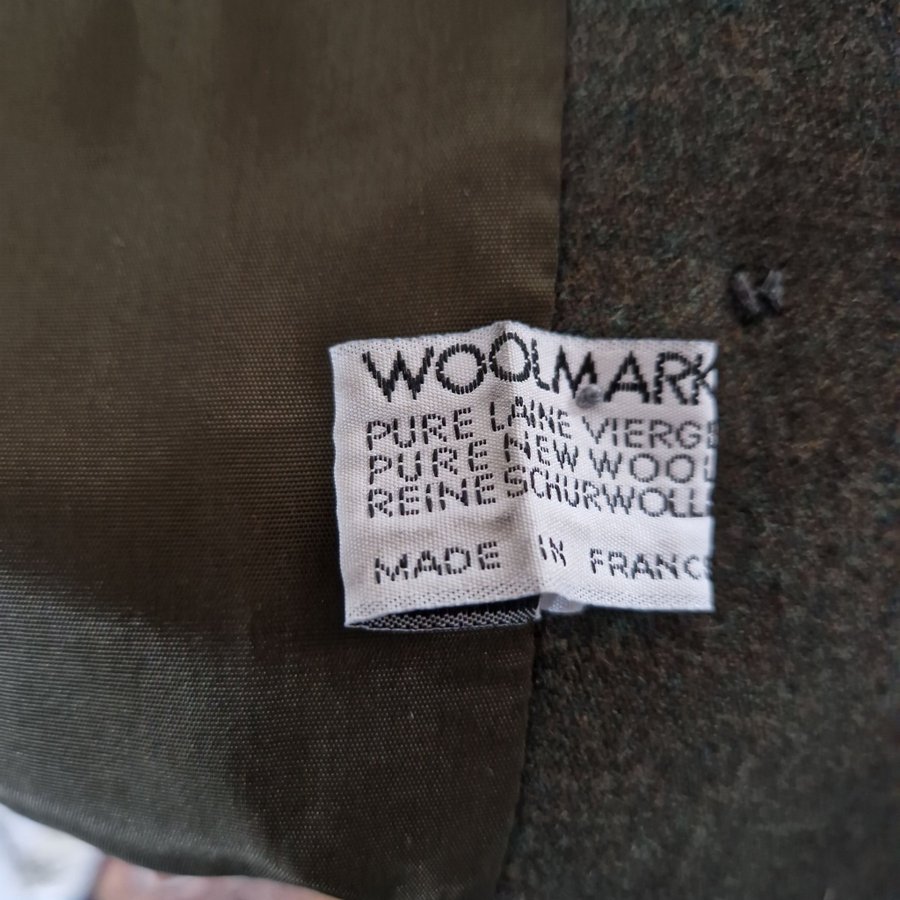 WOOLMARK
PURE LAINE VIERGE
PURE NEW WOOL
REINE SCHURWOLLE
MADE IN FRANCE